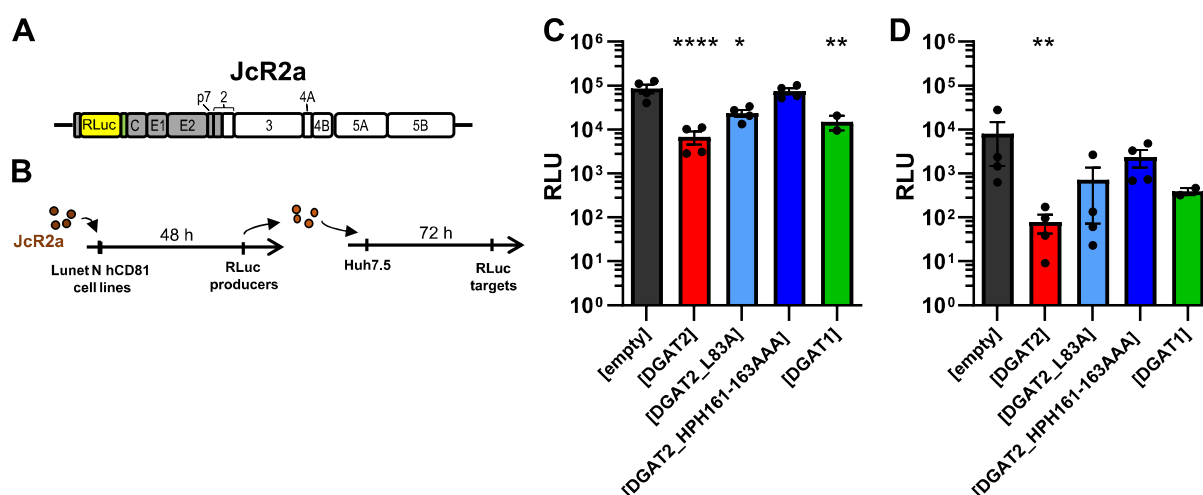 A
JcR2a
p7 2 4A
RLuc C E1 E2 3 4B 5A 5B
B
JcR2a
48 h
72 h
Lunet N hCD81
cell lines
RLuc
producers
Huh7.5
RLuc
targets
C
RLU
10⁶
10⁵
10⁴
10³
10²
10¹
10⁰
**** * **
[empty]
[DGAT2]
[DGAT2_L83A]
[DGAT2_HPH161-163AAA]
[DGAT1]
D
RLU
10⁶
10⁵
10⁴
10³
10²
10¹
10⁰
**
[empty]
[DGAT2]
[DGAT2_L83A]
[DGAT2_HPH161-163AAA]
[DGAT1]